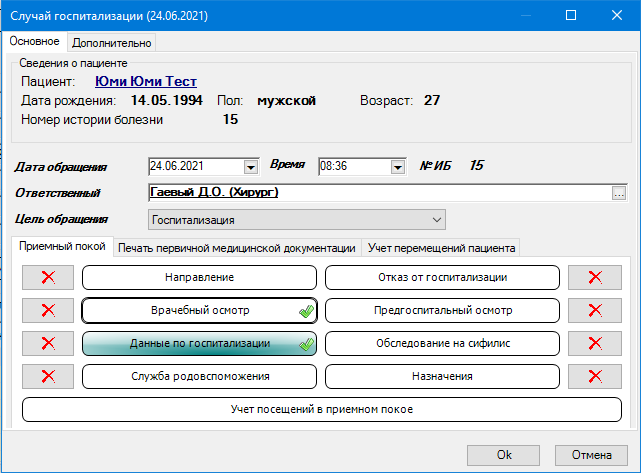 Случай госпитализации (24.06.2021)
Основное Дополнительно
Сведения о пациенте
Пациент: Юми Юми Тест
Дата рождения: 14.05.1994 Пол: мужской Возраст: 27
Номер истории болезни 15
Дата обращения 24.06.2021 Время 08:36 № ИБ 15
Ответственный Гаевый Д.О. (Хирург) ...
Цель обращения Госпитализация
Приемный покой Печать первичной медицинской документации Учет перемещений пациента
Направление Отказ от госпитализации
Врачебный осмотр Предгоспитальный осмотр
Данные по госпитализации Обследование на сифилис
Служба родовспоможения Назначения
Учет посещений в приемном покое
Ok Отмена